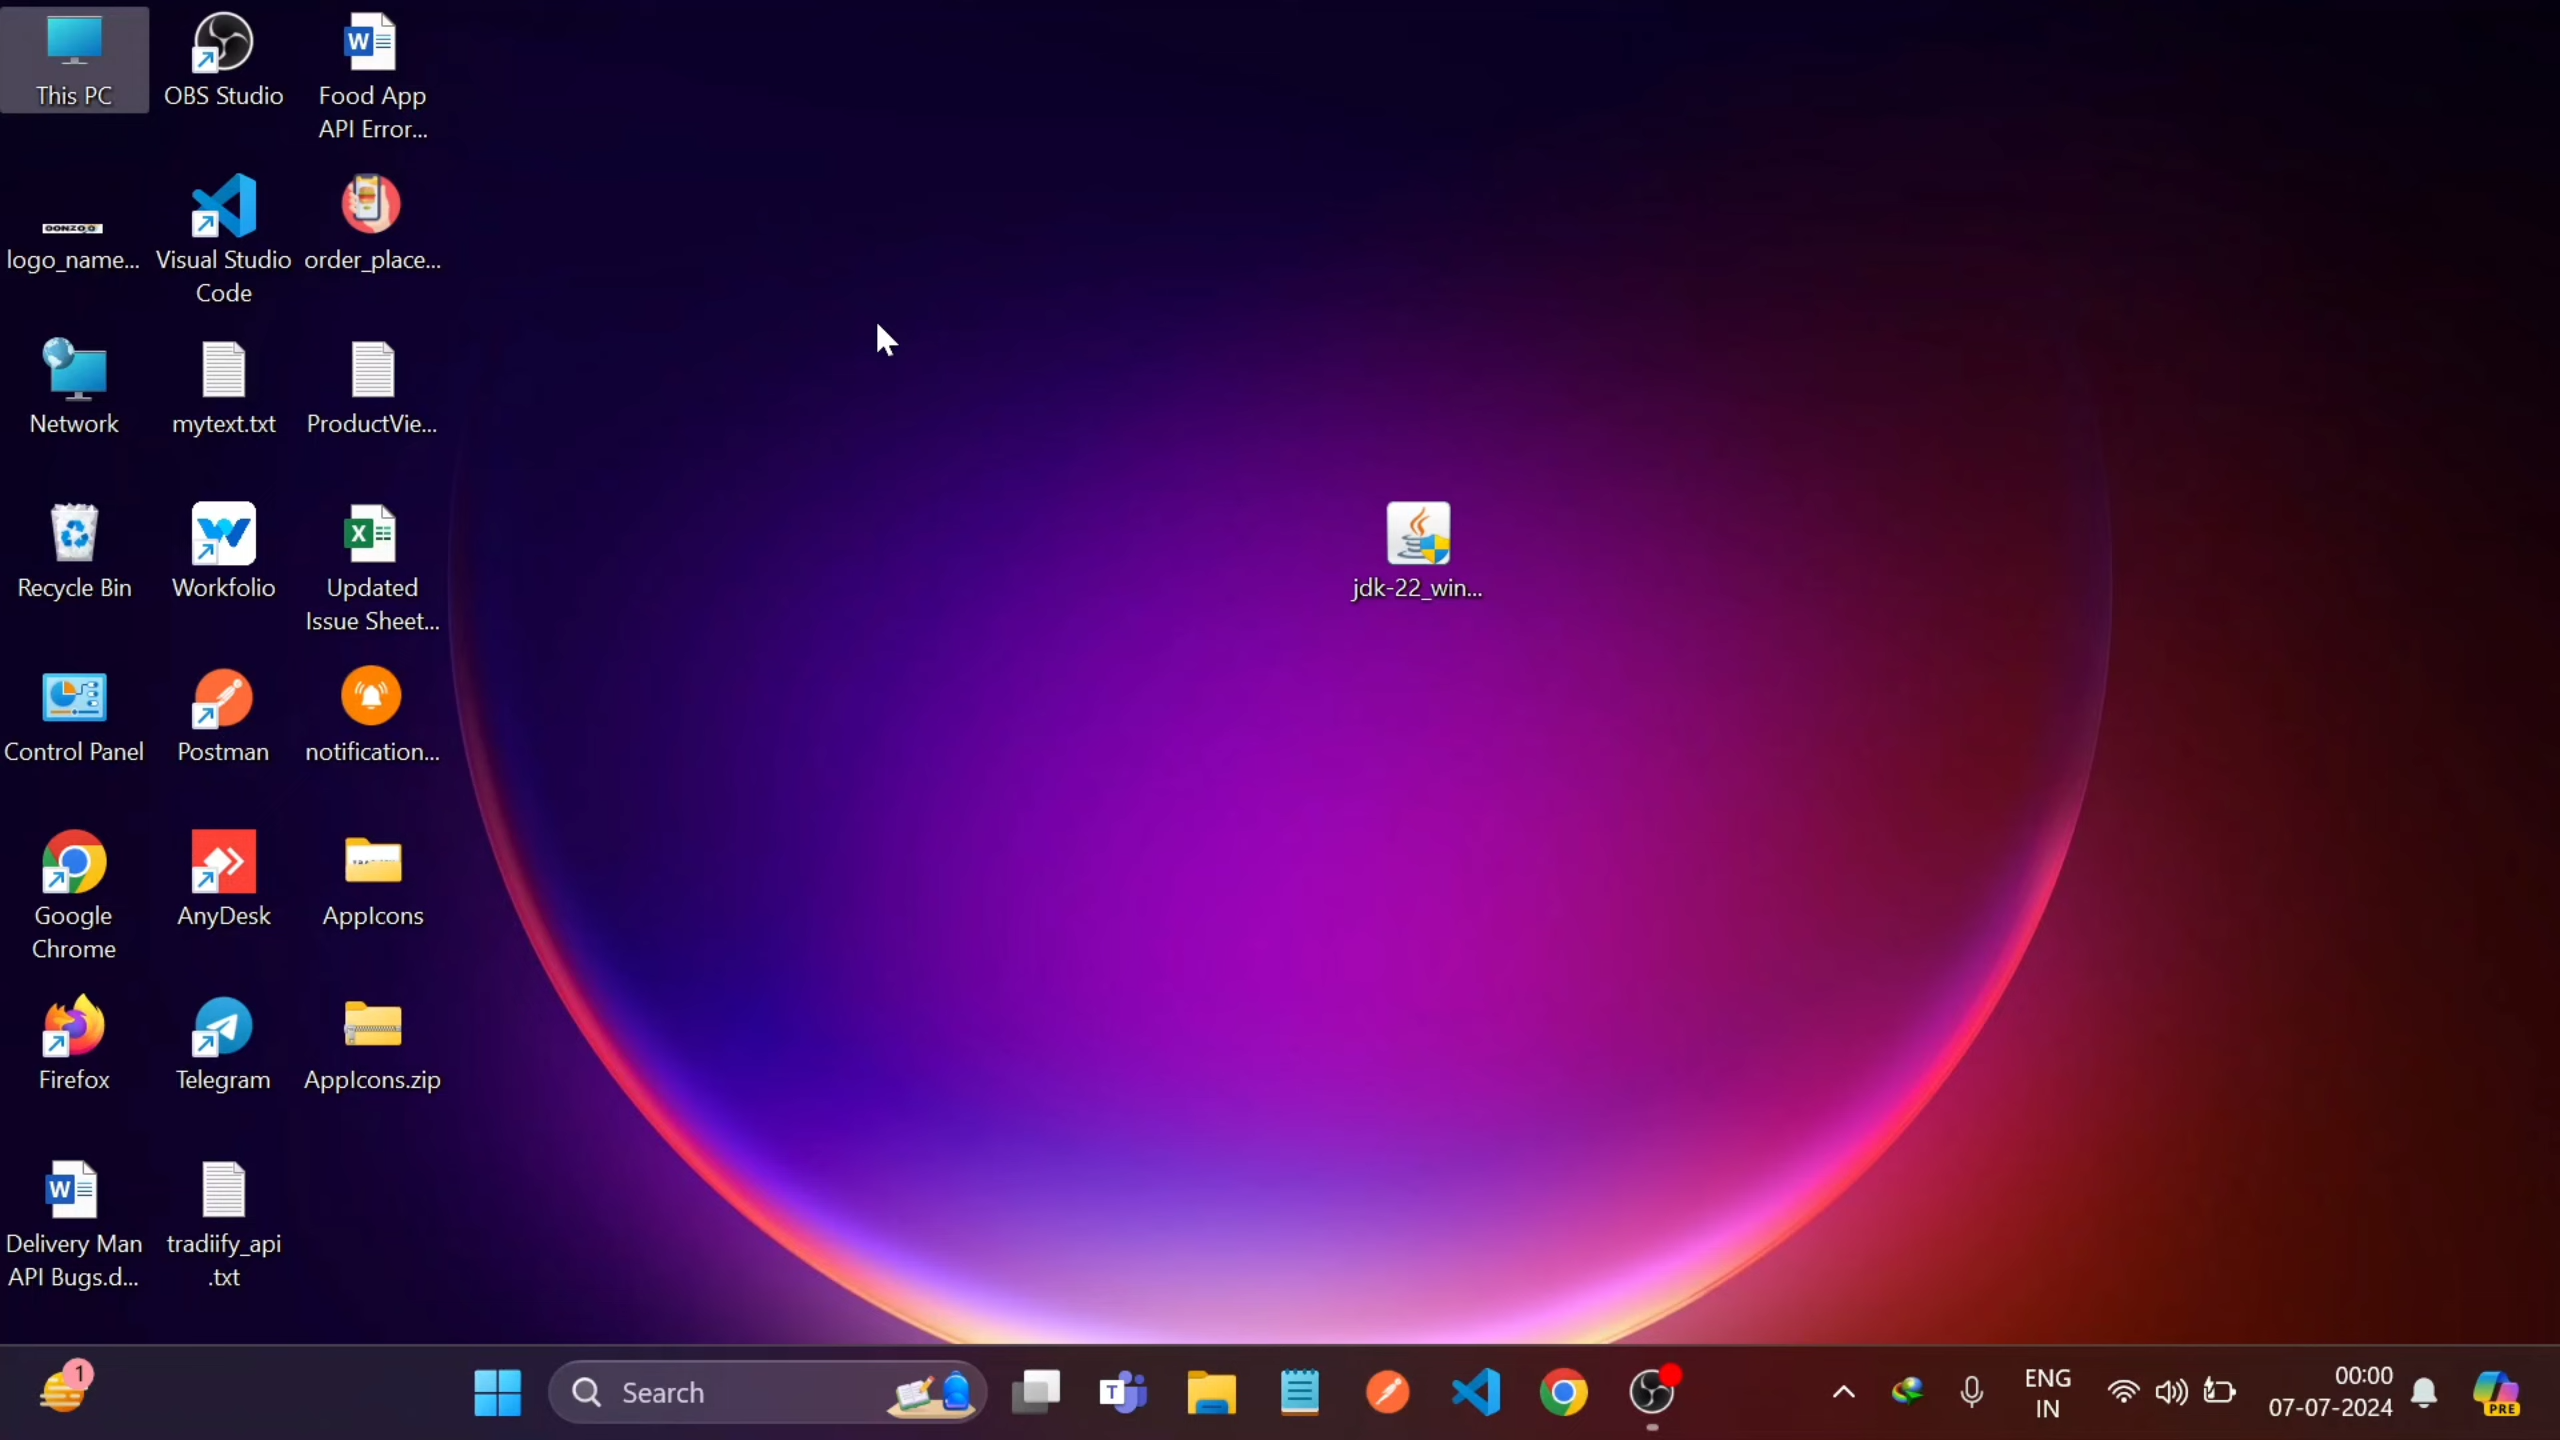 This PC
OBS Studio
Food App
API Error...
logo_name...
Visual Studio
Code
order_place...
Network
mytext.txt
ProductVie...
Recycle Bin
Workfolio
Updated
Issue Sheet...
jdk-22_win...
Control Panel
Postman
notification...
Google
Chrome
AnyDesk
AppIcons
Firefox
Telegram
AppIcons.zip
Delivery Man
API Bugs.d...
tradiify_api
.txt
1
Search
ENG
IN
00:00
07-07-2024
PRE